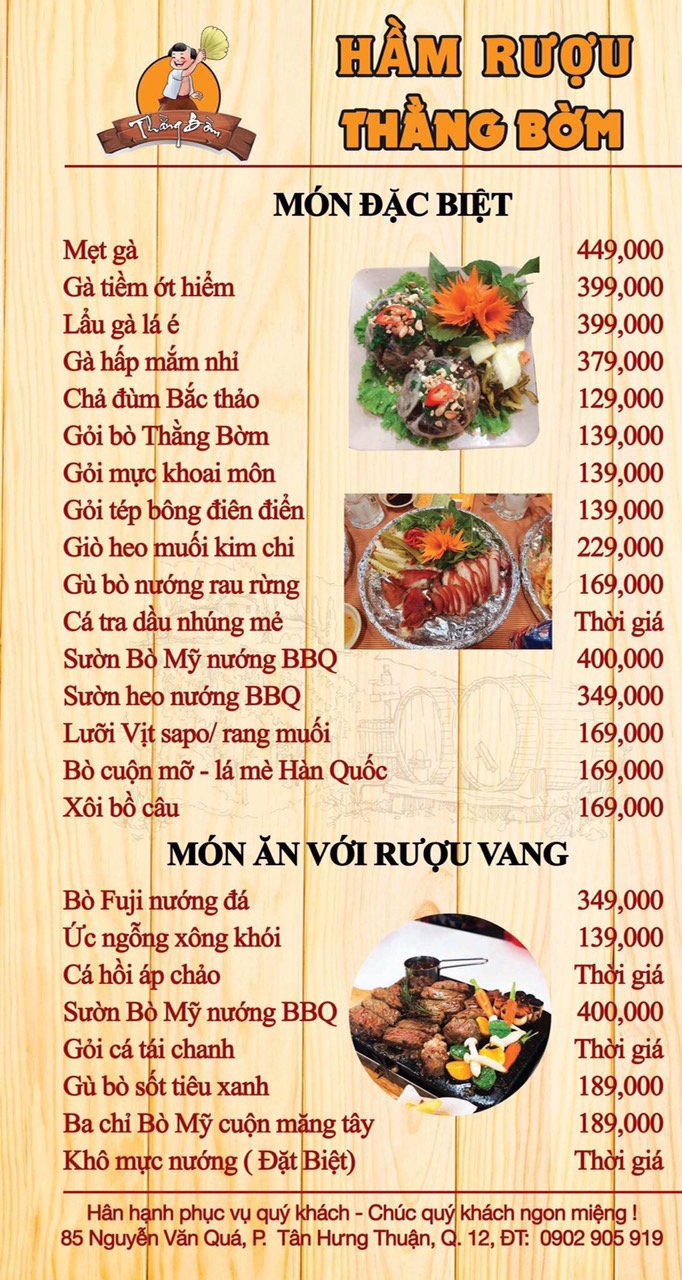 Thằng Bờm
HẦM RƯỢU
THẰNG BỜM
MÓN ĐẶC BIỆT
Mẹt gà 449,000
Gà tiềm ớt hiểm 399,000
Lẩu gà lá é 399,000
Gà hấp mắm nhỉ 379,000
Chả đùm Bắc thảo 129,000
Gỏi bò Thằng Bờm 139,000
Gỏi mực khoai môn 139,000
Gỏi tép bông điên điển 139,000
Giò heo muối kim chi 229,000
Gù bò nướng rau rừng 169,000
Cá tra dầu nhúng mẻ Thời giá
Sườn Bò Mỹ nướng BBQ 400,000
Sườn heo nướng BBQ 349,000
Lưỡi Vịt sapo/ rang muối 169,000
Bò cuộn mỡ - lá mè Hàn Quốc 169,000
Xôi bồ câu 169,000
MÓN ĂN VỚI RƯỢU VANG
Bò Fuji nướng đá 349,000
Ức ngỗng xông khói 139,000
Cá hồi áp chảo Thời giá
Sườn Bò Mỹ nướng BBQ 400,000
Gỏi cá tái chanh Thời giá
Gù bò sốt tiêu xanh 189,000
Ba chỉ Bò Mỹ cuộn măng tây 189,000
Khô mực nướng ( Đặt Biệt) Thời giá
Hân hạnh phục vụ quý khách - Chúc quý khách ngon miệng !
85 Nguyễn Văn Quá, P. Tân Hưng Thuận, Q. 12, ĐT: 0902 905 919